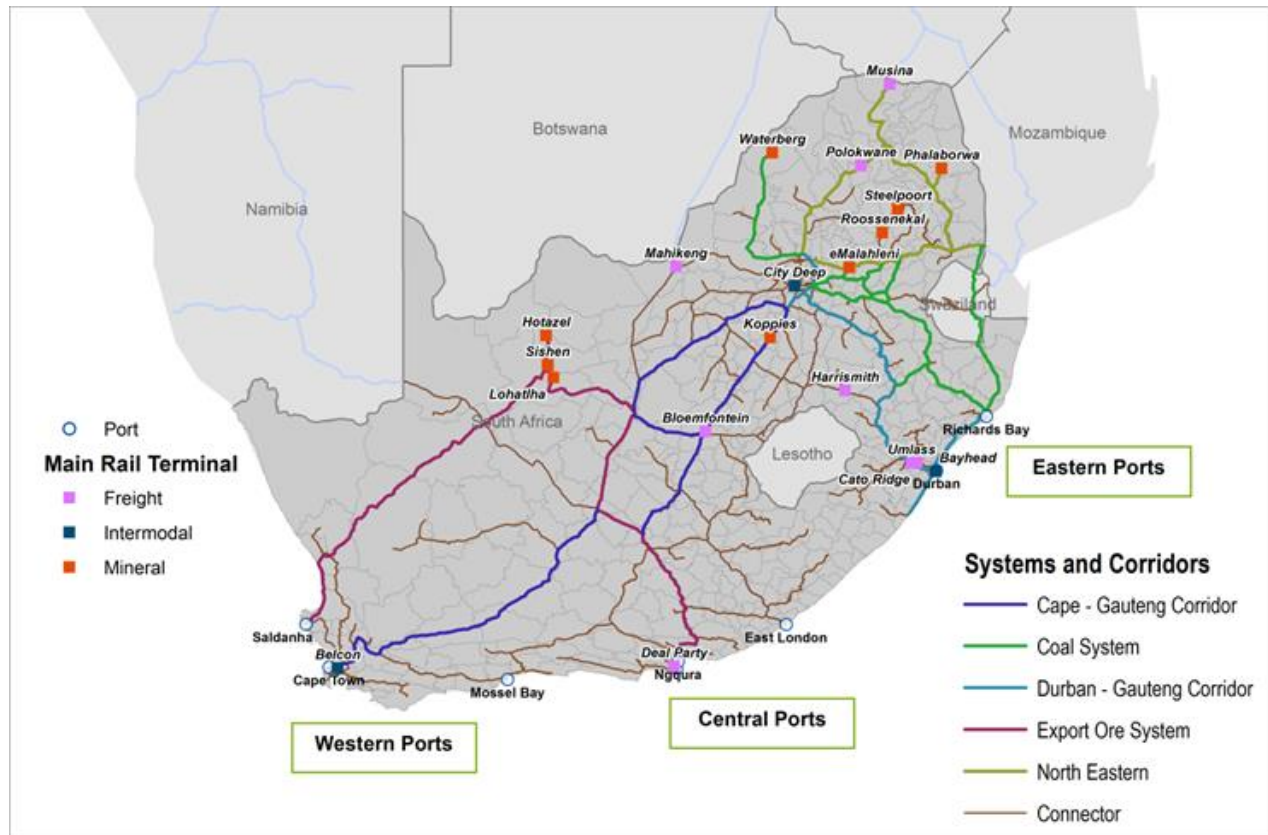 Musina
Botswana
Mozambique
Waterberg
Polokwane
Phalaborwa
Namibia
Steelpoort
Roossenekal
Mahikeng
eMalahleni
City Deep
Swaziland
Hotazel
Koppies
Sishen
Harrismith
Lohatlha
South Africa
Bloemfontein
Richards Bay
Port
Lesotho
Umlass
Bayhead
Main Rail Terminal
Cato Ridge
Durban
Eastern Ports
Freight
Intermodal
Mineral
Systems and Corridors
Cape - Gauteng Corridor
Saldanha
East London
Coal System
Belcon
Deal Party
Cape Town
Ngqura
Mossel Bay
Durban - Gauteng Corridor
Central Ports
Western Ports
Export Ore System
North Eastern
Connector